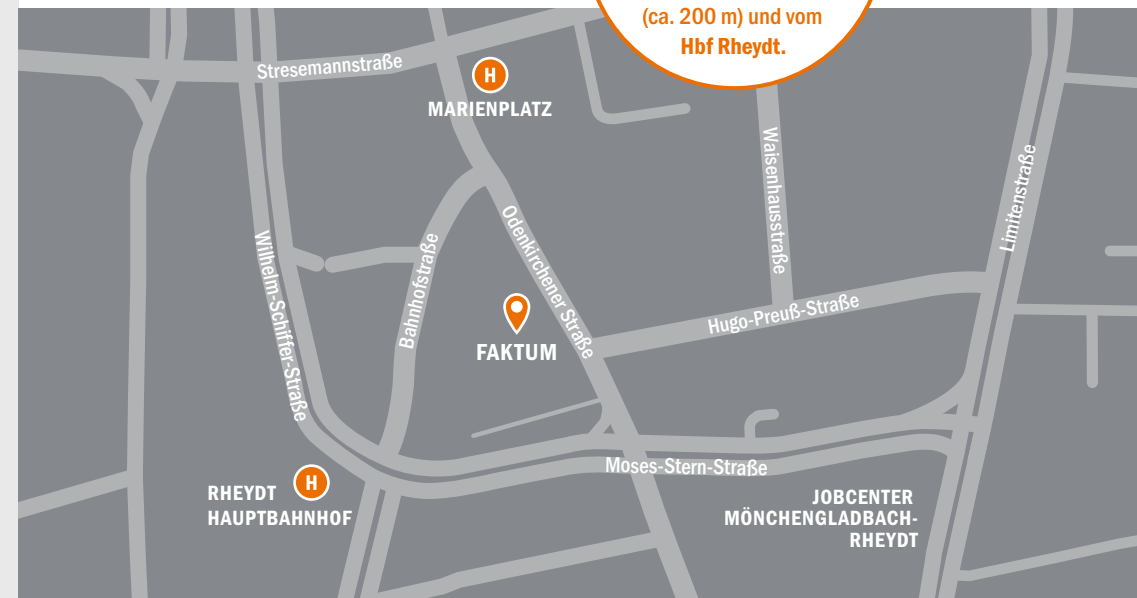 (ca. 200 m) und vom
Hbf Rheydt.
Stresemannstraße
H
MARIENPLATZ
Waisenhausstraße
Limitenstraße
Odenkirchener Straße
Wilhelm-Schiffer-Straße
Bahnhofstraße
Hugo-Preuß-Straße
FAKTUM
Moses-Stern-Straße
H
RHEYDT
HAUPTBAHNHOF
JOBCENTER
MÖNCHENGLADBACH-
RHEYDT